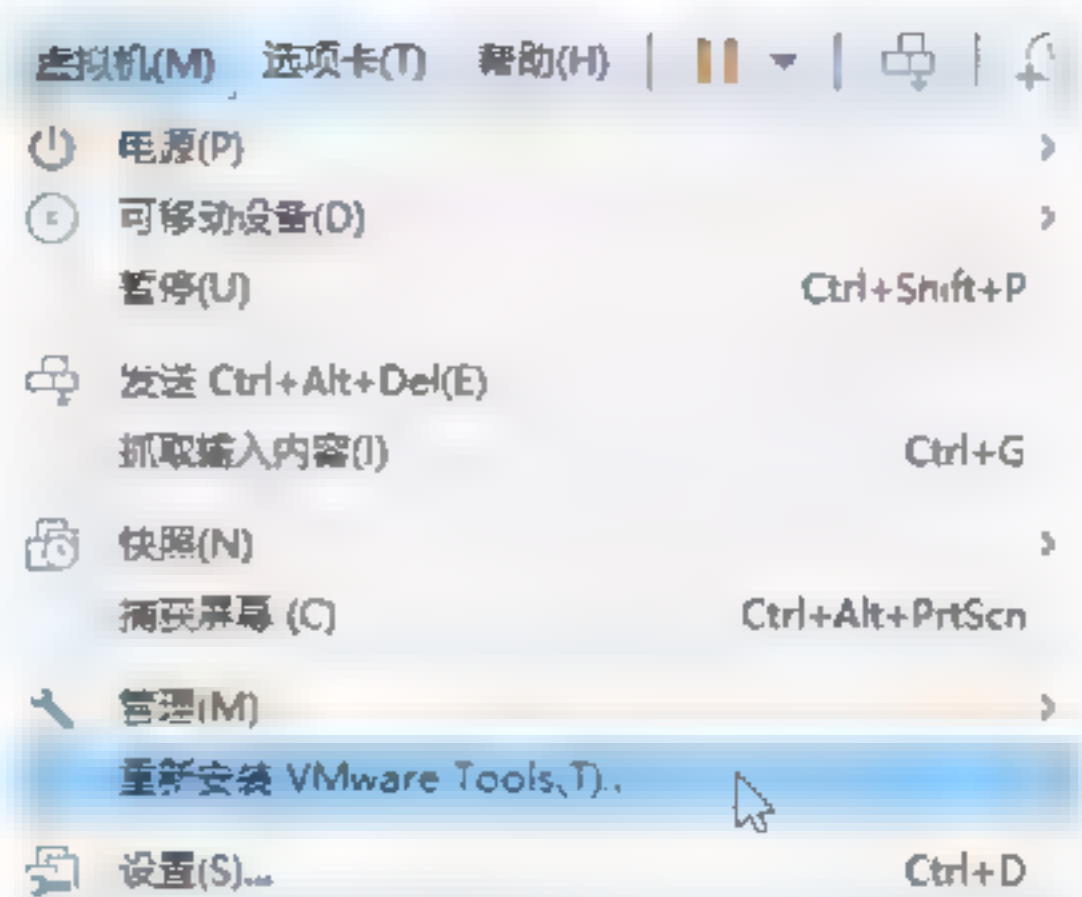 虚拟机(M) 选项卡(T) 帮助(H)
电源(P)
可移动设备(D)
暂停(U) Ctrl+Shift+P
发送 Ctrl+Alt+Del(E)
抓取输入内容(I) Ctrl+G
快照(N)
捕获屏幕 (C) Ctrl+Alt+PrtScn
管理(M)
重新安装 VMware Tools(T)...
设置(S)... Ctrl+D